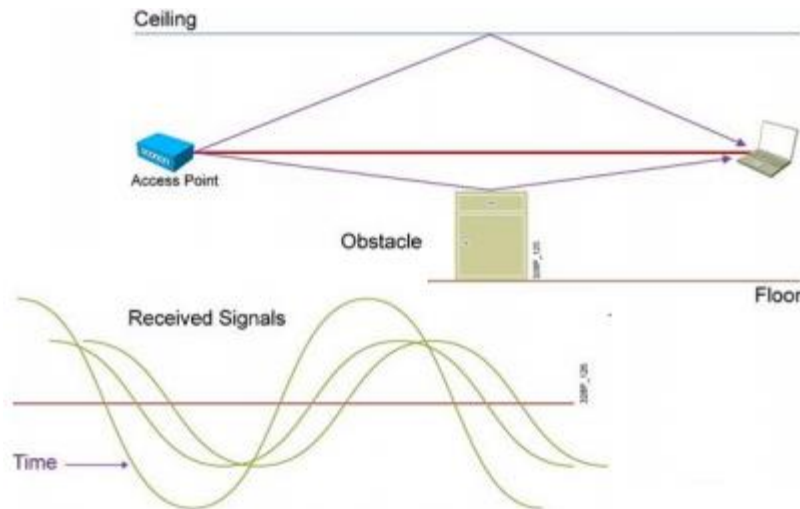 Ceiling
Access Point
Obstacle
Floor
Received Signals
Time